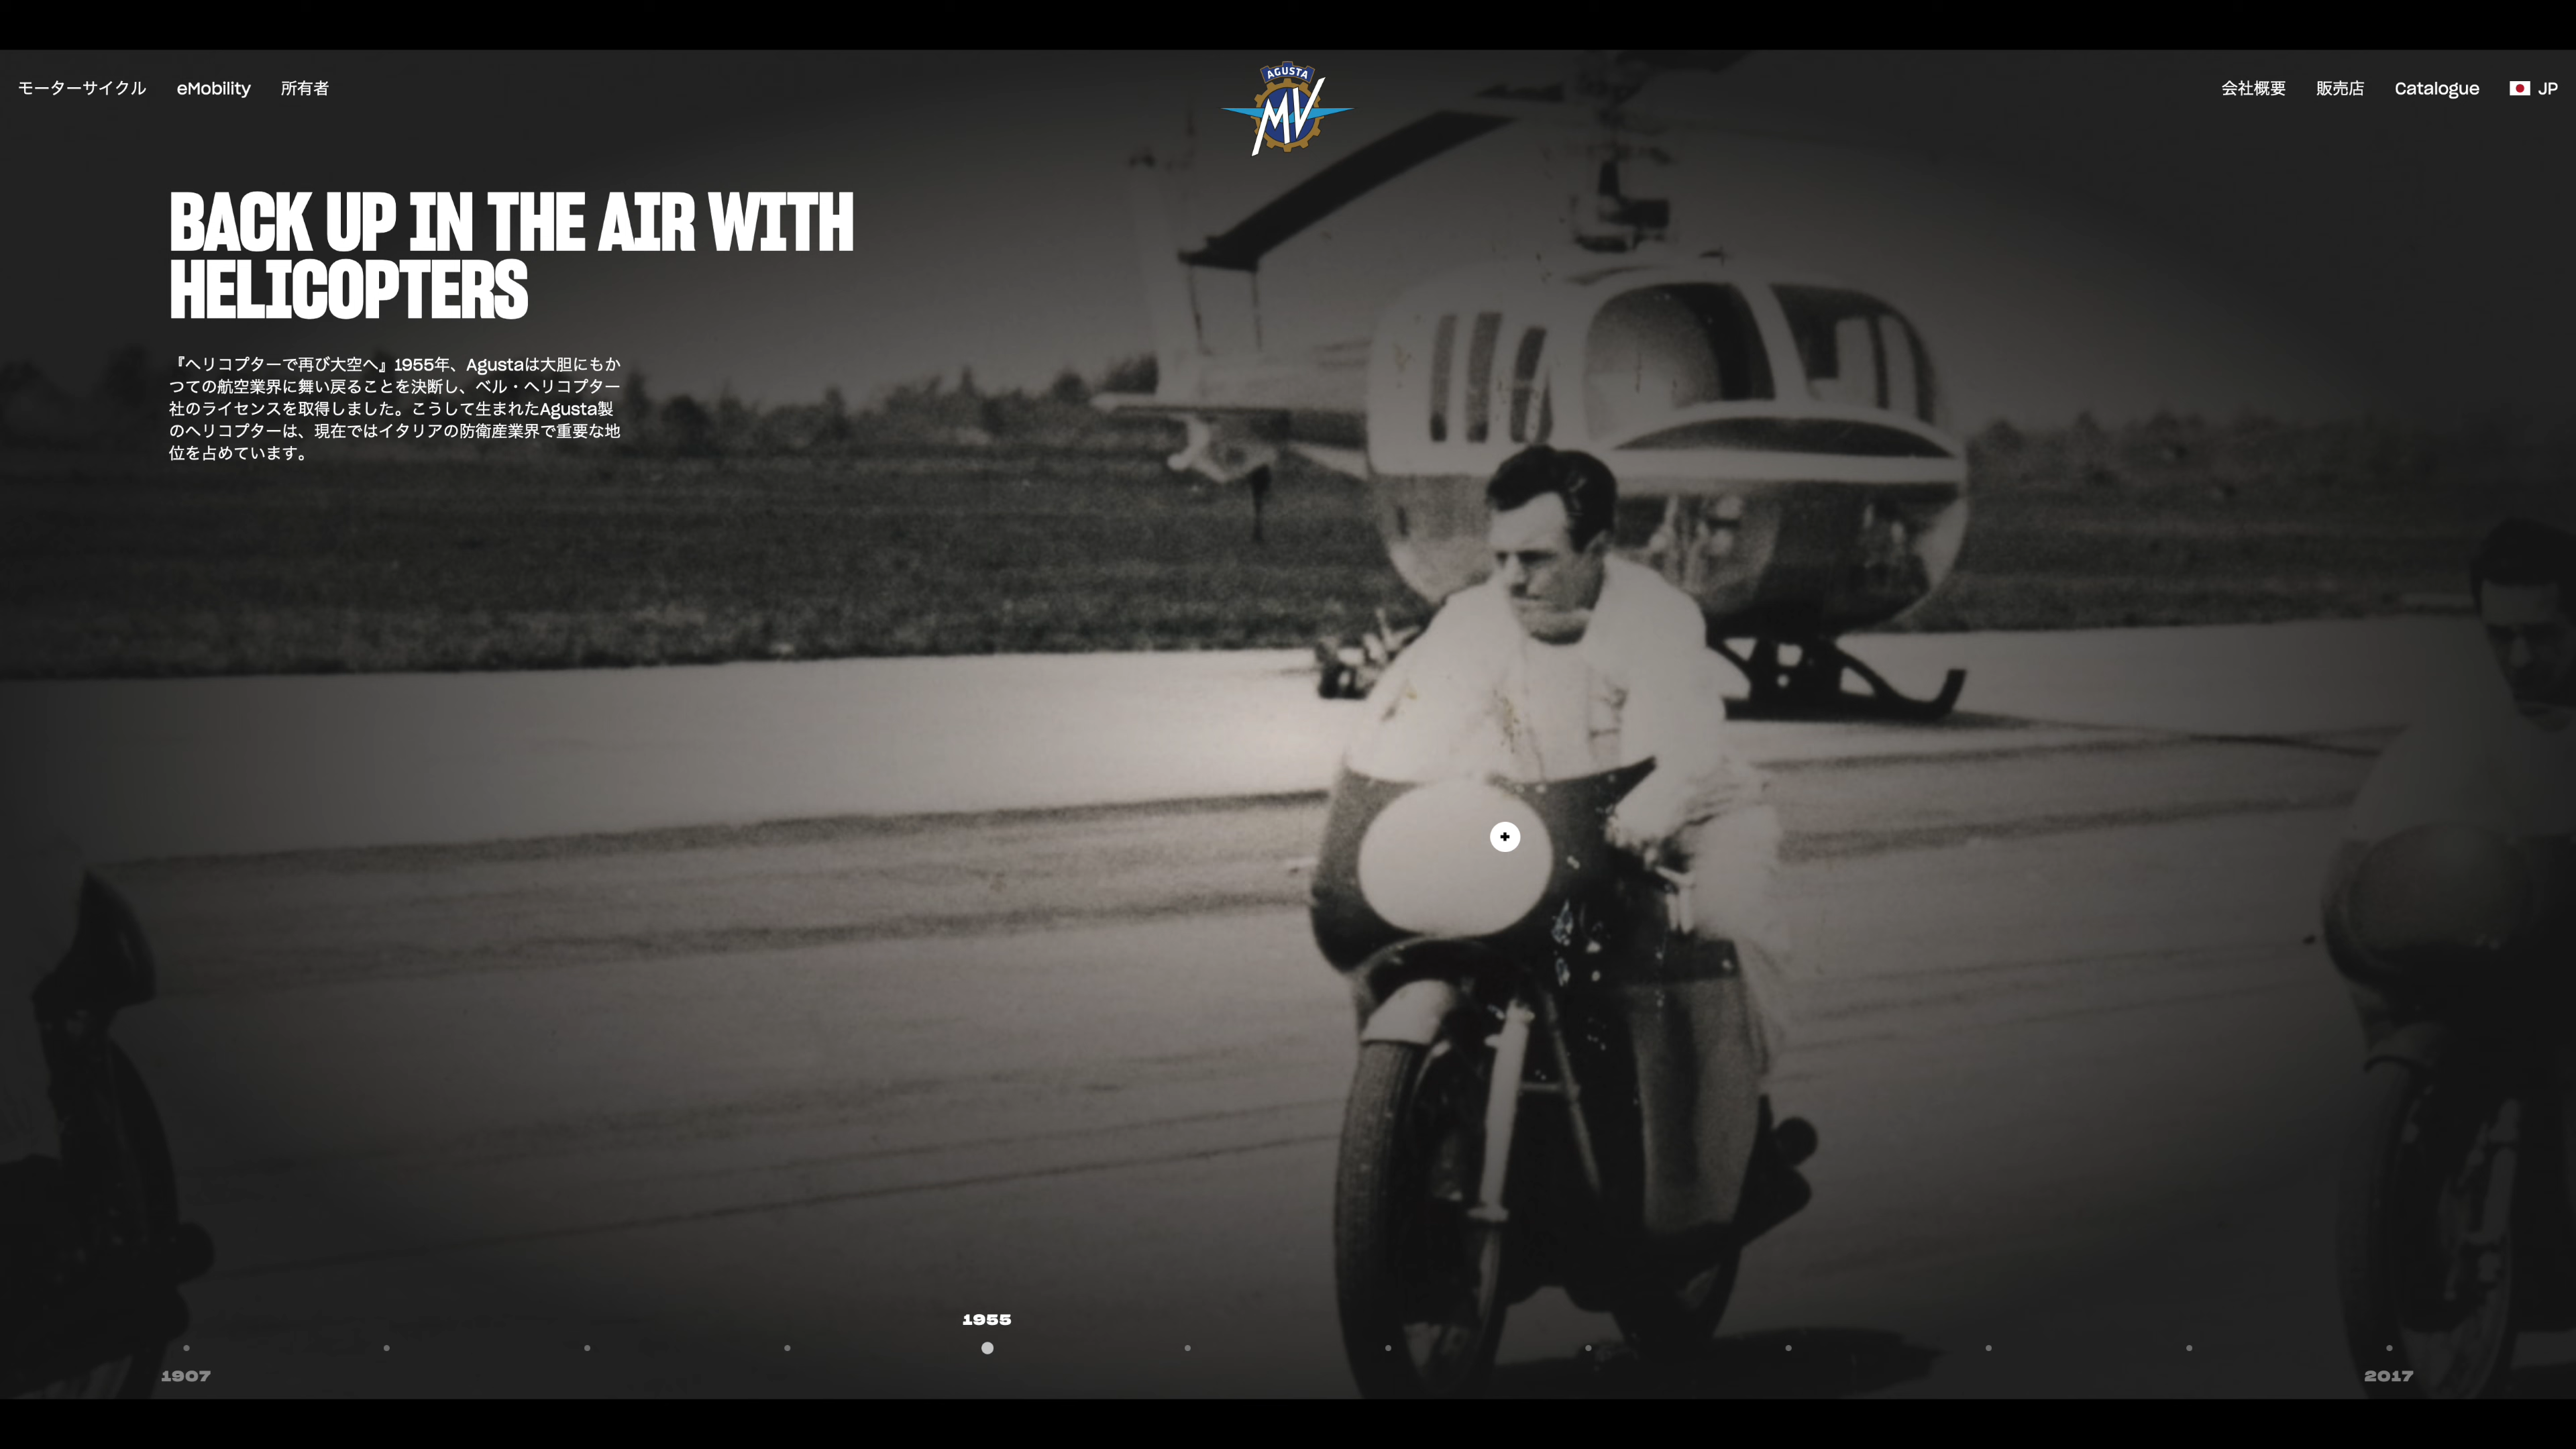 モーターサイクル eMobility 所有者
AGUSTA
MV
会社概要 販売店 Catalogue JP
BACK UP IN THE AIR WITH
HELICOPTERS
『ヘリコプターで再び大空へ』1955年、Agustaは大胆にもか
つての航空業界に舞い戻ることを決断し、ベル・ヘリコプター
社のライセンスを取得しました。こうして生まれたAgusta製
のヘリコプターは、現在ではイタリアの防衛産業界で重要な地
位を占めています。
1955
1907
2017